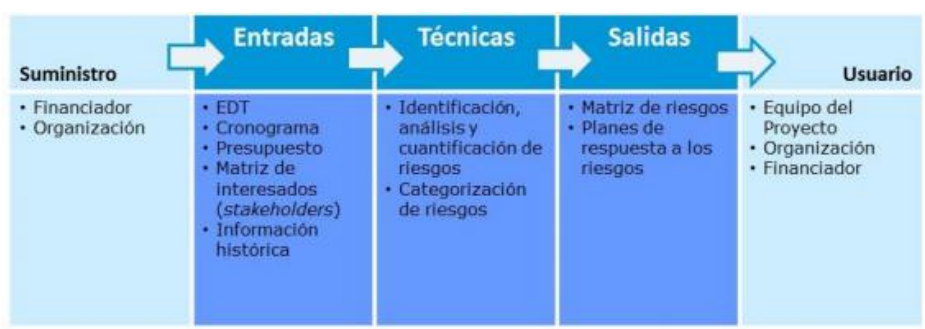 Suministro
• Financiador
• Organización
Entradas
• EDT
• Cronograma
• Presupuesto
• Matriz de
interesados
(stakeholders)
• Información
histórica
Técnicas
• Identificación,
análisis y
cuantificación de
riesgos
• Categorización
de riesgos
Salidas
• Matriz de riesgos
• Planes de
respuesta a los
riesgos
Usuario
• Equipo del
Proyecto
• Organización
• Financiador